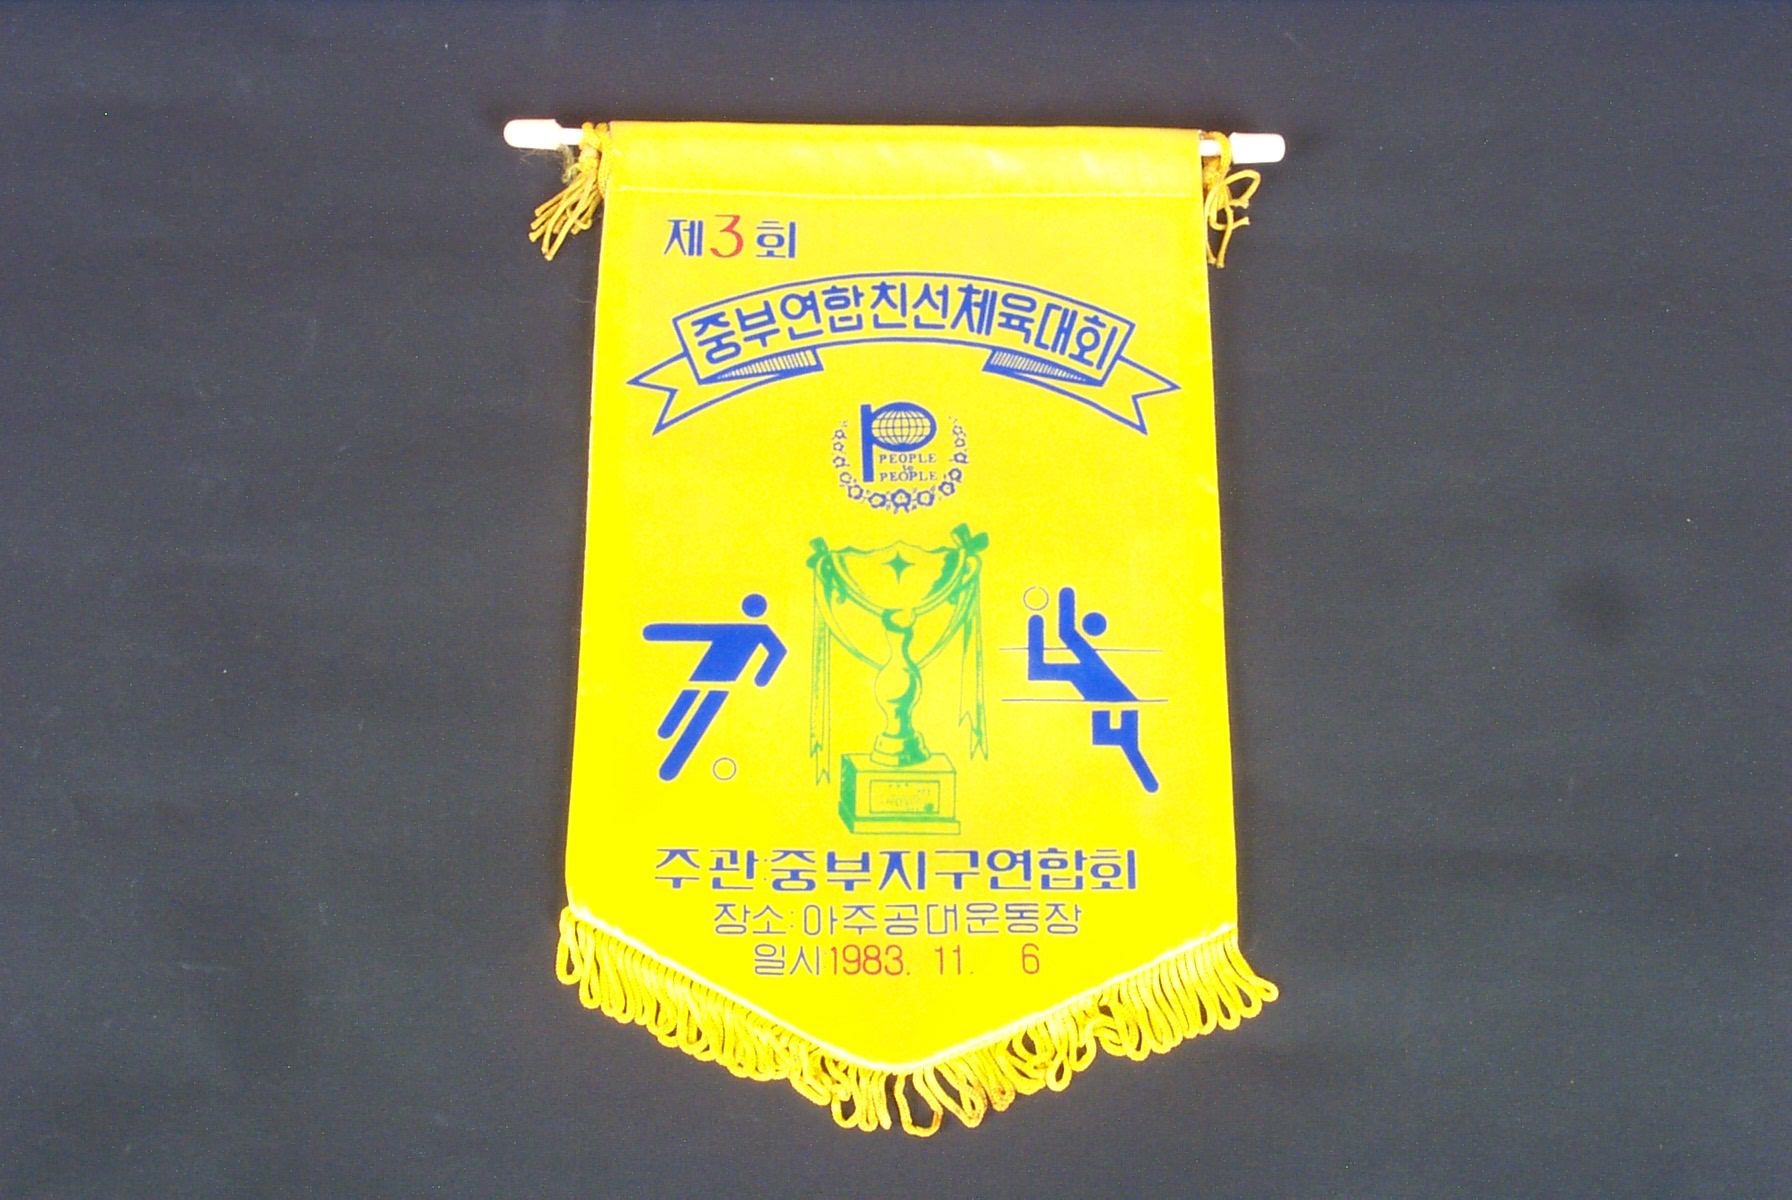 제3회
중부연합친선체육대회
PEOPLE
to
PEOPLE
주관:중부지구연합회
장소:아주공대운동장
일시1983. 11. 6